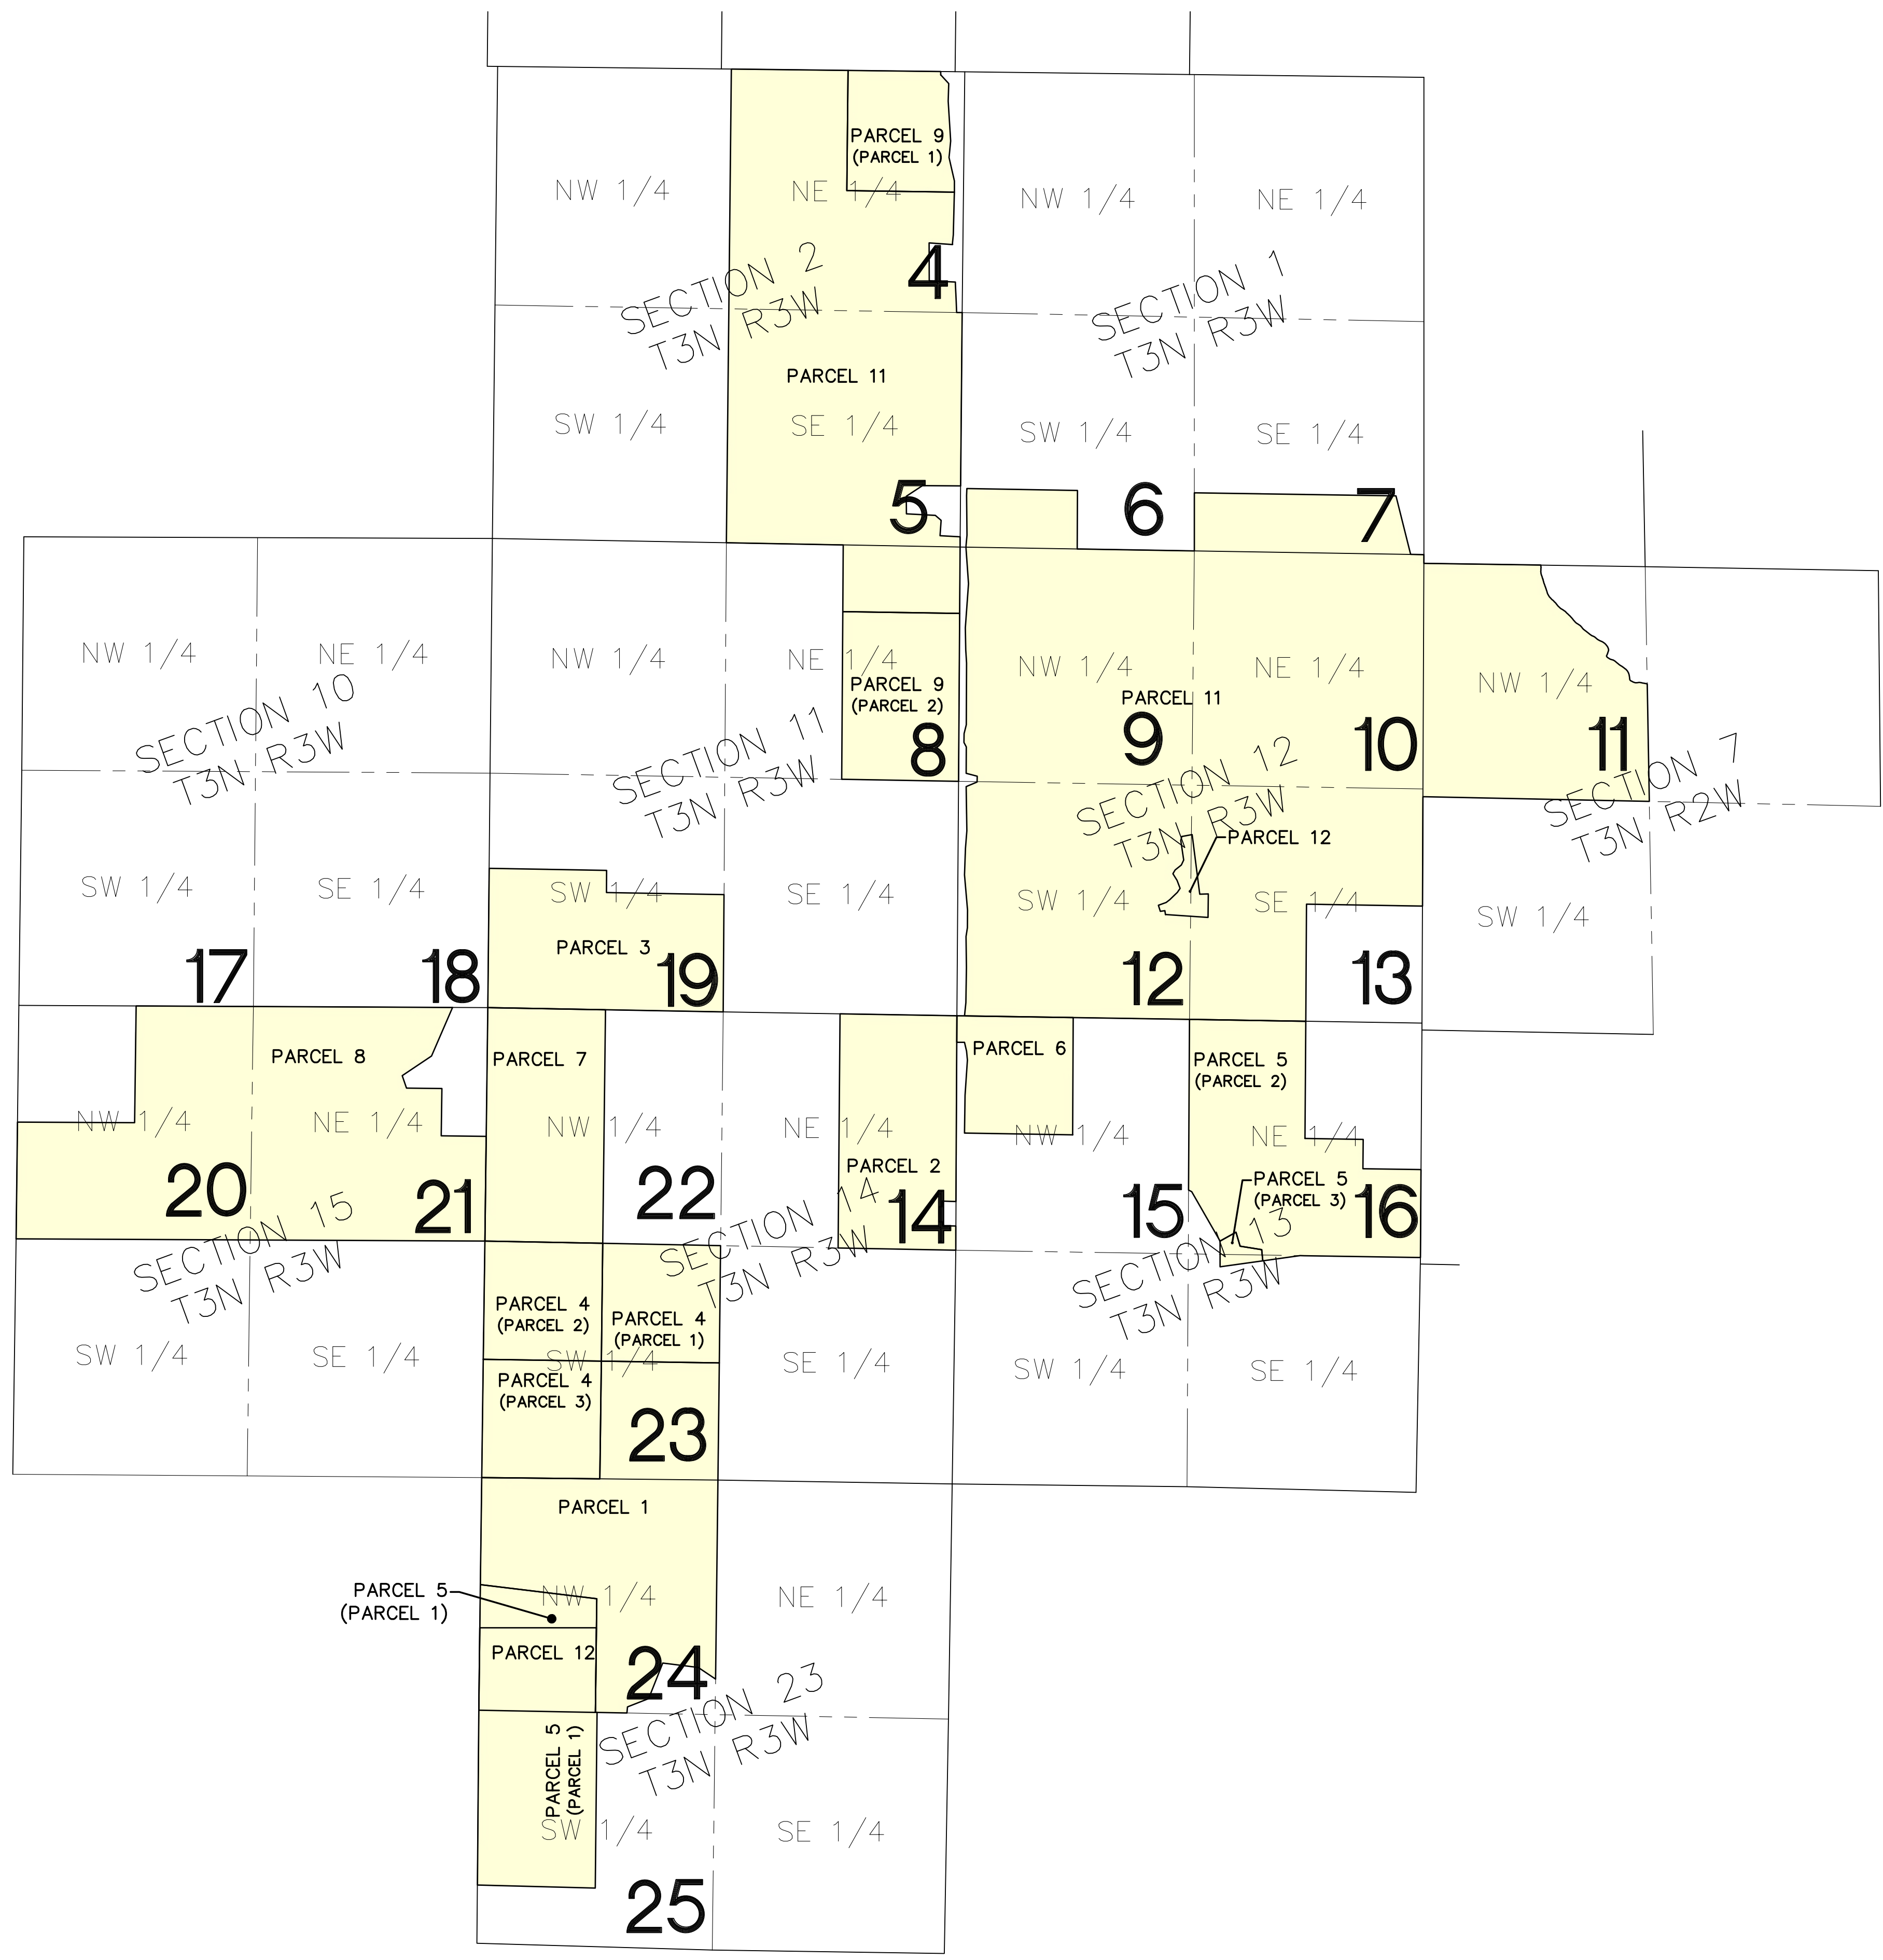 PARCEL 9
(PARCEL 1)
NW 1/4
NE 1/4
NW 1/4
NE 1/4
4
SECTION 2
T3N R3W
SECTION 1
T3N R3W
PARCEL 11
SW 1/4
SE 1/4
SW 1/4
SE 1/4
5
6
7
NW 1/4
NE 1/4
NW 1/4
NE 1/4
PARCEL 9
(PARCEL 2)
NW 1/4
NE 1/4
NW 1/4
PARCEL 11
8
9
10
11
SECTION 10
T3N R3W
SECTION 11
T3N R3W
SECTION 12
T3N R3W
SECTION 7
T3N R2W
PARCEL 12
SW 1/4
SE 1/4
SW 1/4
SE 1/4
SW 1/4
SE 1/4
SW 1/4
PARCEL 3
17
18
19
12
13
PARCEL 8
PARCEL 7
PARCEL 6
PARCEL 5
(PARCEL 2)
NW 1/4
NE 1/4
NW 1/4
NE 1/4
NW 1/4
NE 1/4
PARCEL 2
PARCEL 5
(PARCEL 3)
20
21
22
14
15
16
SECTION 15
T3N R3W
SECTION 14
T3N R3W
SECTION 13
T3N R3W
PARCEL 4
(PARCEL 2)
PARCEL 4
(PARCEL 1)
SW 1/4
SE 1/4
SW 1/4
SE 1/4
SW 1/4
SE 1/4
PARCEL 4
(PARCEL 3)
23
PARCEL 1
PARCEL 5
(PARCEL 1)
NW 1/4
NE 1/4
PARCEL 12
24
SECTION 23
T3N R3W
PARCEL 5
(PARCEL 1)
SW 1/4
SE 1/4
25